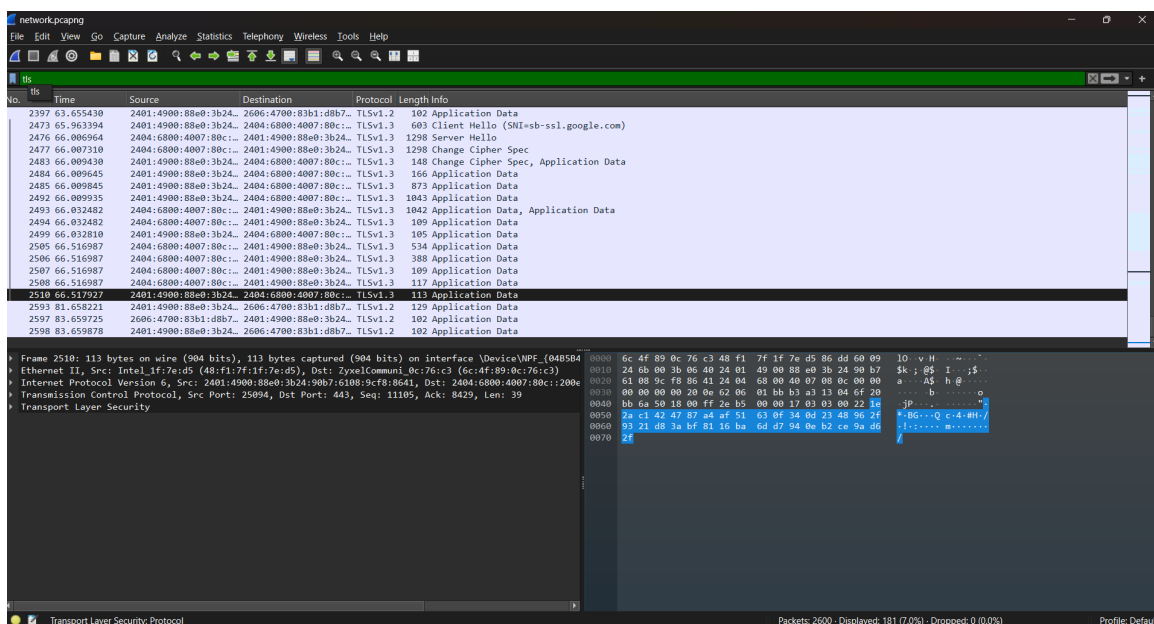 network.pcapng
File Edit View Go Capture Analyze Statistics Telephony Wireless Tools Help
tls
tls
No. Time Source Destination Protocol Length Info
2397 63.655430 2401:4900:88e0:3b24… 2606:4700:83b1:d8b7… TLSv1.2 102 Application Data
2473 65.963394 2401:4900:88e0:3b24… 2404:6800:4007:80c:… TLSv1.3 603 Client Hello (SNI=sb-ssl.google.com)
2476 66.006964 2404:6800:4007:80c:… 2401:4900:88e0:3b24… TLSv1.3 1298 Server Hello
2477 66.007310 2404:6800:4007:80c:… 2401:4900:88e0:3b24… TLSv1.3 1298 Change Cipher Spec
2483 66.009430 2401:4900:88e0:3b24… 2404:6800:4007:80c:… TLSv1.3 148 Change Cipher Spec, Application Data
2484 66.009645 2401:4900:88e0:3b24… 2404:6800:4007:80c:… TLSv1.3 166 Application Data
2485 66.009845 2401:4900:88e0:3b24… 2404:6800:4007:80c:… TLSv1.3 873 Application Data
2492 66.009935 2401:4900:88e0:3b24… 2404:6800:4007:80c:… TLSv1.3 1043 Application Data
2493 66.032482 2404:6800:4007:80c:… 2401:4900:88e0:3b24… TLSv1.3 1042 Application Data, Application Data
2494 66.032482 2404:6800:4007:80c:… 2401:4900:88e0:3b24… TLSv1.3 109 Application Data
2499 66.032810 2401:4900:88e0:3b24… 2404:6800:4007:80c:… TLSv1.3 105 Application Data
2505 66.516987 2404:6800:4007:80c:… 2401:4900:88e0:3b24… TLSv1.3 534 Application Data
2506 66.516987 2404:6800:4007:80c:… 2401:4900:88e0:3b24… TLSv1.3 388 Application Data
2507 66.516987 2404:6800:4007:80c:… 2401:4900:88e0:3b24… TLSv1.3 109 Application Data
2508 66.516987 2404:6800:4007:80c:… 2401:4900:88e0:3b24… TLSv1.3 117 Application Data
2510 66.517927 2401:4900:88e0:3b24… 2404:6800:4007:80c:… TLSv1.3 113 Application Data
2593 81.658221 2401:4900:88e0:3b24… 2606:4700:83b1:d8b7… TLSv1.2 129 Application Data
2597 83.659725 2606:4700:83b1:d8b7… 2401:4900:88e0:3b24… TLSv1.2 102 Application Data
2598 83.659878 2401:4900:88e0:3b24… 2606:4700:83b1:d8b7… TLSv1.2 102 Application Data
Frame 2510: 113 bytes on wire (904 bits), 113 bytes captured (904 bits) on interface \Device\NPF_{04B5B4
Ethernet II, Src: Intel_1f:7e:d5 (48:f1:7f:1f:7e:d5), Dst: ZyxelCommuni_0c:76:c3 (6c:4f:89:0c:76:c3)
Internet Protocol Version 6, Src: 2401:4900:88e0:3b24:90b7:6108:9cf8:8641, Dst: 2404:6800:4007:80c::200e
Transmission Control Protocol, Src Port: 25094, Dst Port: 443, Seq: 11105, Ack: 8429, Len: 39
Transport Layer Security
0000 6c 4f 89 0c 76 c3 48 f1 7f 1f 7e d5 86 dd 60 09 lO··v·H· ··~···`·
0010 24 6b 00 3b 06 40 24 01 49 00 88 e0 3b 24 90 b7 $k·;·@$· I···;$··
0020 61 08 9c f8 86 41 24 04 68 00 40 07 08 0c 00 00 a····A$· h·@·····
0030 00 00 00 00 20 0e 62 06 01 bb b3 a3 13 04 6f 20 ···· ·b· ······o
0040 bb 6a 50 18 00 ff 2e b5 00 00 17 03 03 00 22 1e ·jP···.· ······"·
0050 2a c1 42 47 87 a4 af 51 63 0f 34 0d 23 48 96 2f *·BG···Q c·4·#H·/
0060 93 21 d8 3a bf 81 16 ba 6d d7 94 0e b2 ce 9a d6 ·!·:···· m·······
0070 2f /
Transport Layer Security: Protocol Packets: 2600 · Displayed: 181 (7.0%) · Dropped: 0 (0.0%) Profile: Defau